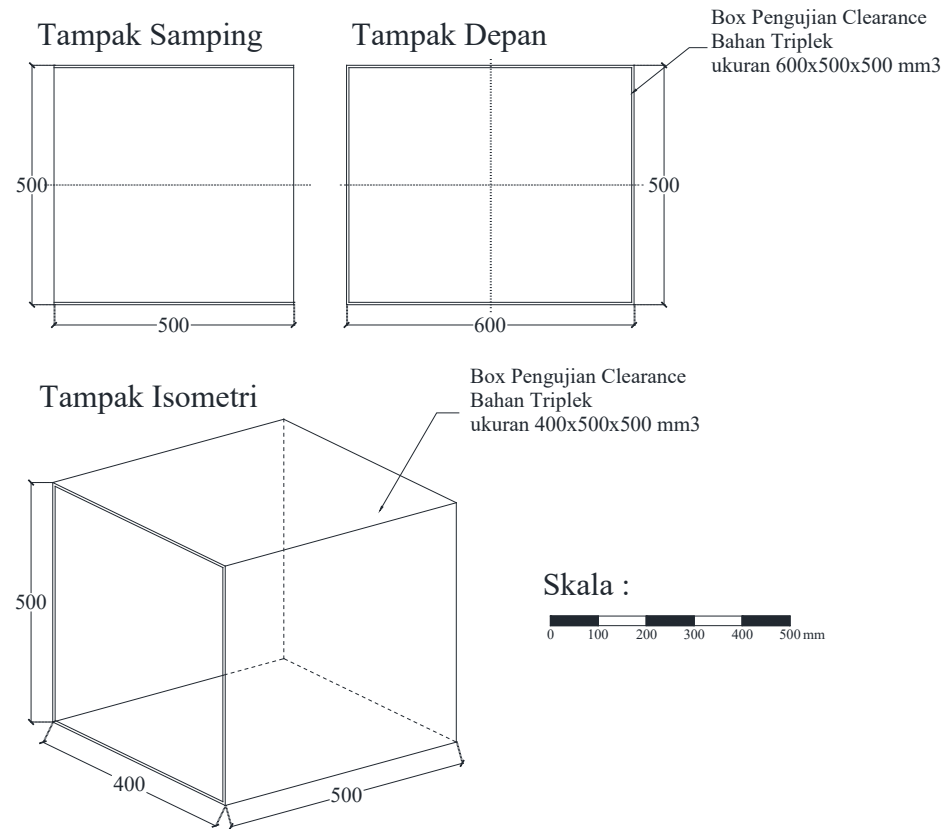 Tampak Samping
Tampak Depan
Box Pengujian Clearance
Bahan Triplek
ukuran 600x500x500 mm3
500
500
500
600
Tampak Isometri
Box Pengujian Clearance
Bahan Triplek
ukuran 400x500x500 mm3
500
400
500
Skala :
0 100 200 300 400 500 mm